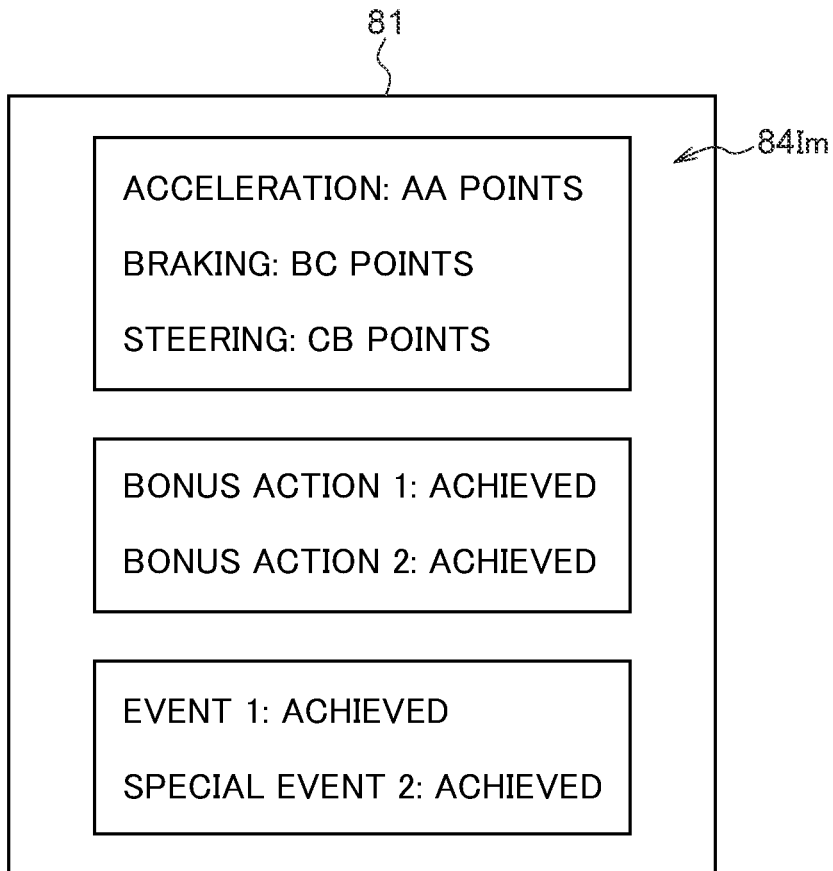 81
84Im
ACCELERATION: AA POINTS
BRAKING: BC POINTS
STEERING: CB POINTS
BONUS ACTION 1: ACHIEVED
BONUS ACTION 2: ACHIEVED
EVENT 1: ACHIEVED
SPECIAL EVENT 2: ACHIEVED